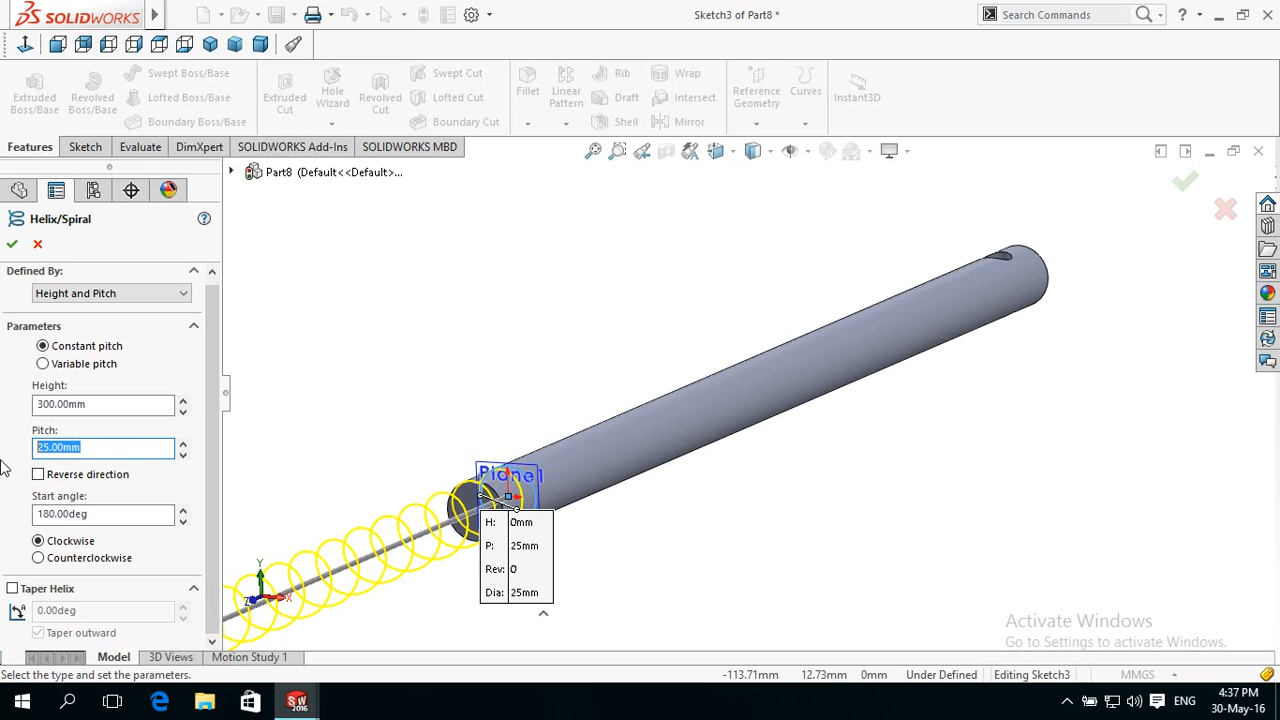 SOLIDWORKS
Sketch3 of Part8 *
Search Commands
Extruded Boss/Base
Revolved Boss/Base
Swept Boss/Base
Lofted Boss/Base
Boundary Boss/Base
Extruded Cut
Hole Wizard
Revolved Cut
Swept Cut
Lofted Cut
Boundary Cut
Fillet
Linear Pattern
Rib
Draft
Shell
Wrap
Intersect
Mirror
Reference Geometry
Curves
Instant3D
Features
Sketch
Evaluate
DimXpert
SOLIDWORKS Add-Ins
SOLIDWORKS MBD
Part8 (Default<<Default>...
Helix/Spiral
Defined By:
Height and Pitch
Parameters
Constant pitch
Variable pitch
Height:
300.00mm
Pitch:
25.00mm
Reverse direction
Start angle:
180.00deg
Clockwise
Counterclockwise
Taper Helix
0.00deg
Taper outward
Plane1
H: 0mm
P: 25mm
Rev: 0
Dia: 25mm
Y
X
Z
Activate Windows
Go to Settings to activate Windows.
Model
3D Views
Motion Study 1
Select the type and set the parameters.
-113.71mm
12.73mm
0mm
Under Defined
Editing Sketch3
MMGS
SW
2016
ENG
4:37 PM
30-May-16